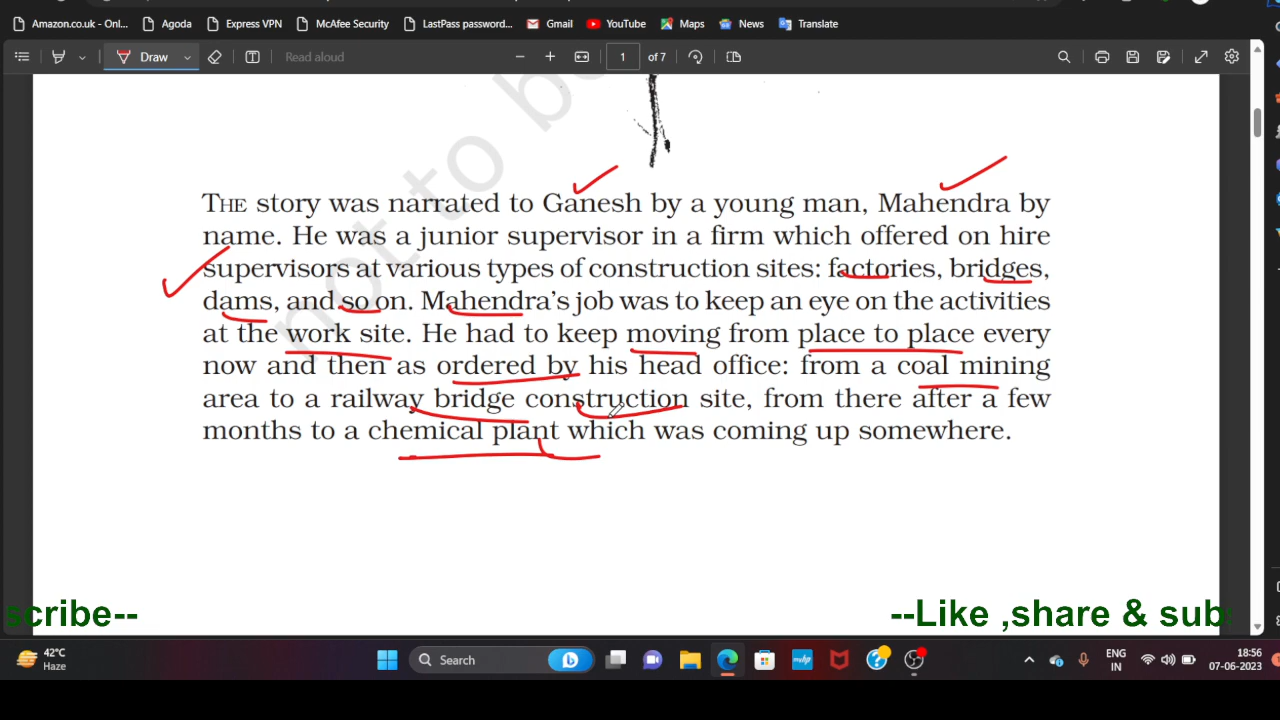 Amazon.co.uk - Onl...
Agoda
Express VPN
McAfee Security
LastPass password...
Gmail
YouTube
Maps
News
Translate
Draw
Read aloud
1
of 7
not to be
THE story was narrated to Ganesh by a young man, Mahendra by
name. He was a junior supervisor in a firm which offered on hire
supervisors at various types of construction sites: factories, bridges,
dams, and so on. Mahendra's job was to keep an eye on the activities
at the work site. He had to keep moving from place to place every
now and then as ordered by his head office: from a coal mining
area to a railway bridge construction site, from there after a few
months to a chemical plant which was coming up somewhere.
scribe--
--Like ,share & sub
42°C
Haze
Search
ENG
IN
18:56
07-06-2023